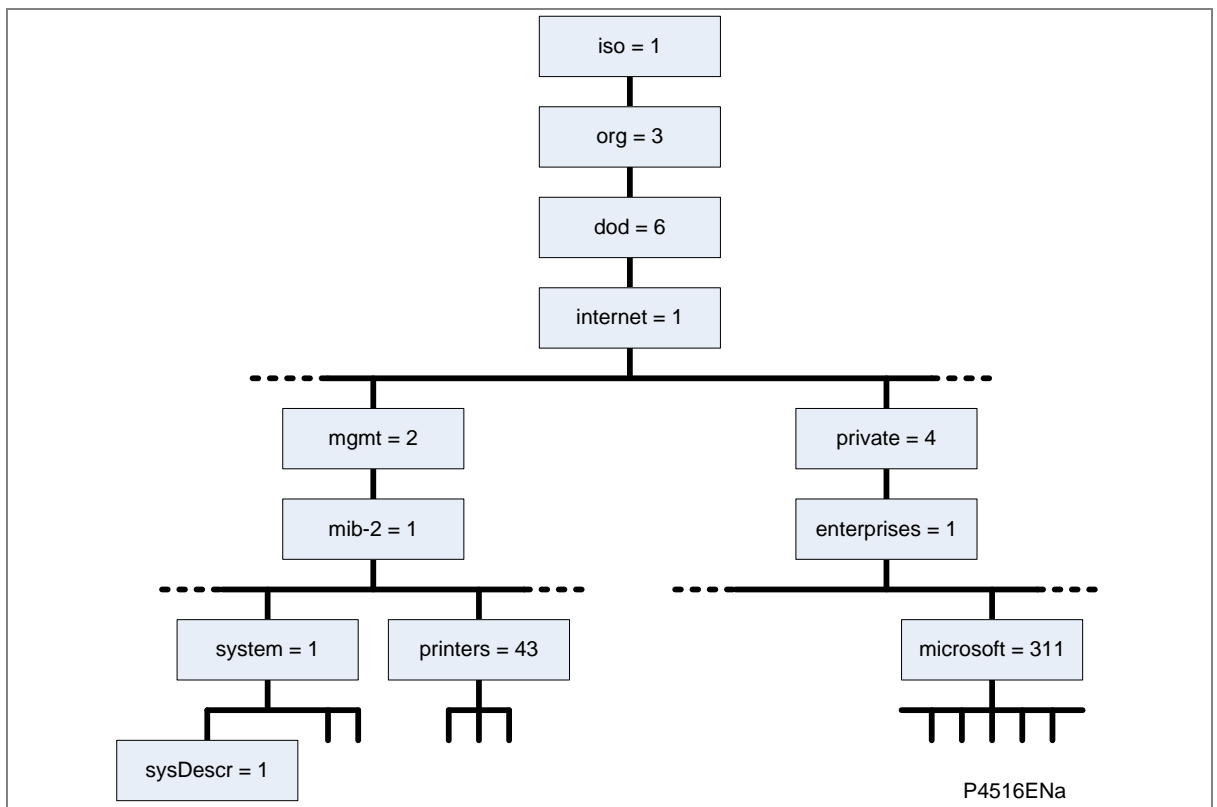 iso = 1
org = 3
dod = 6
internet = 1
mgmt = 2
private = 4
mib-2 = 1
enterprises = 1
system = 1
printers = 43
microsoft = 311
sysDescr = 1
P4516ENa